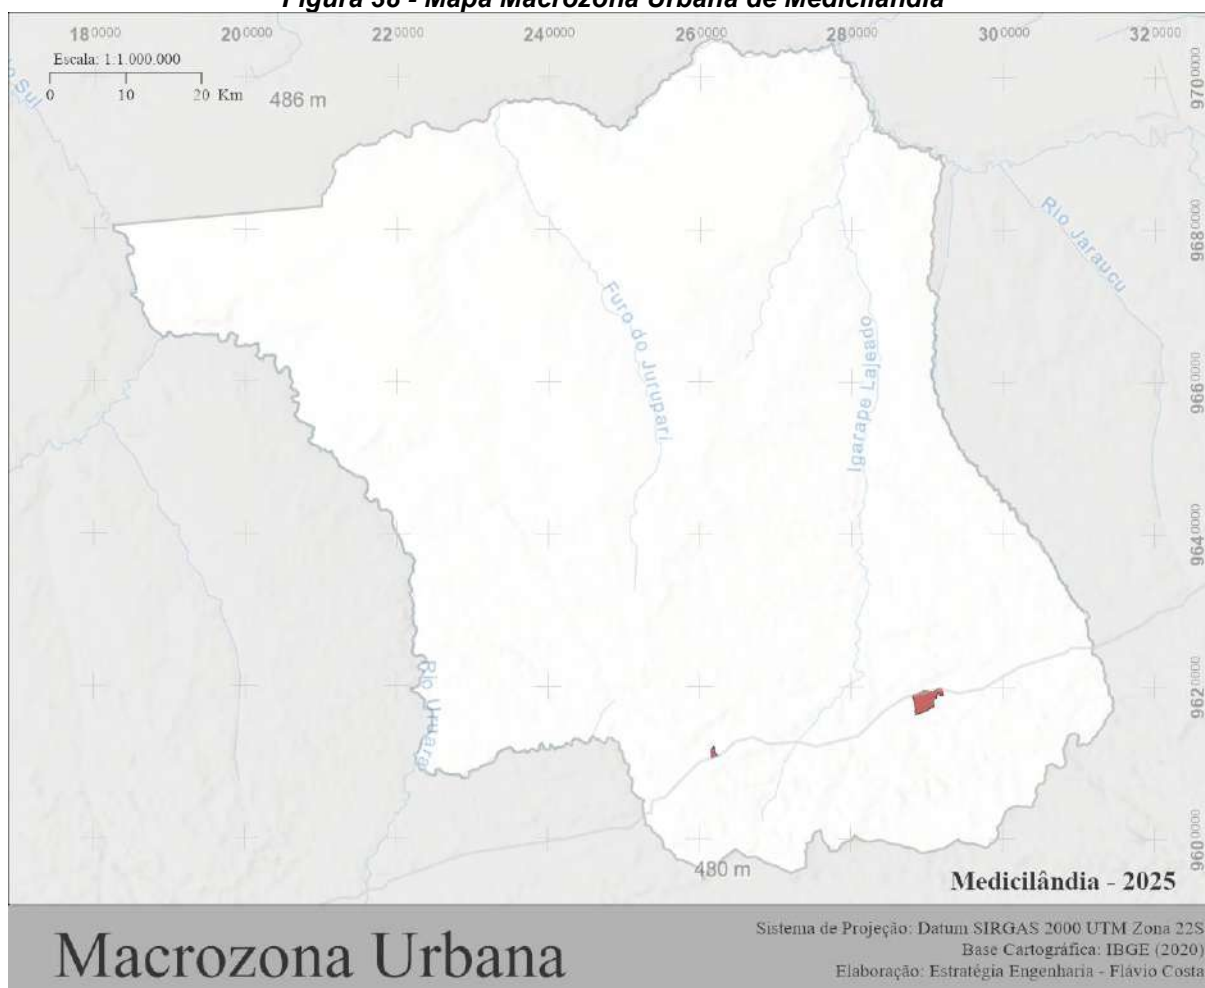 Figura 38 - Mapa Macrozona Urbana de Medicilândia
180000 200000 220000 240000 260000 280000 300000 320000
Escala: 1:1.000.000
0 10 20 Km
486 m
Sul
N
9700000
9680000
9660000
9640000
9620000
9600000
Rio Jaraucu
Furo do Jurupari
Igarape Lajeado
Rio Uruara
480 m
Medicilândia - 2025
Macrozona Urbana
Sistema de Projeção: Datum SIRGAS 2000 UTM Zona 22S
Base Cartográfica: IBGE (2020)
Elaboração: Estratégia Engenharia - Flávio Costa